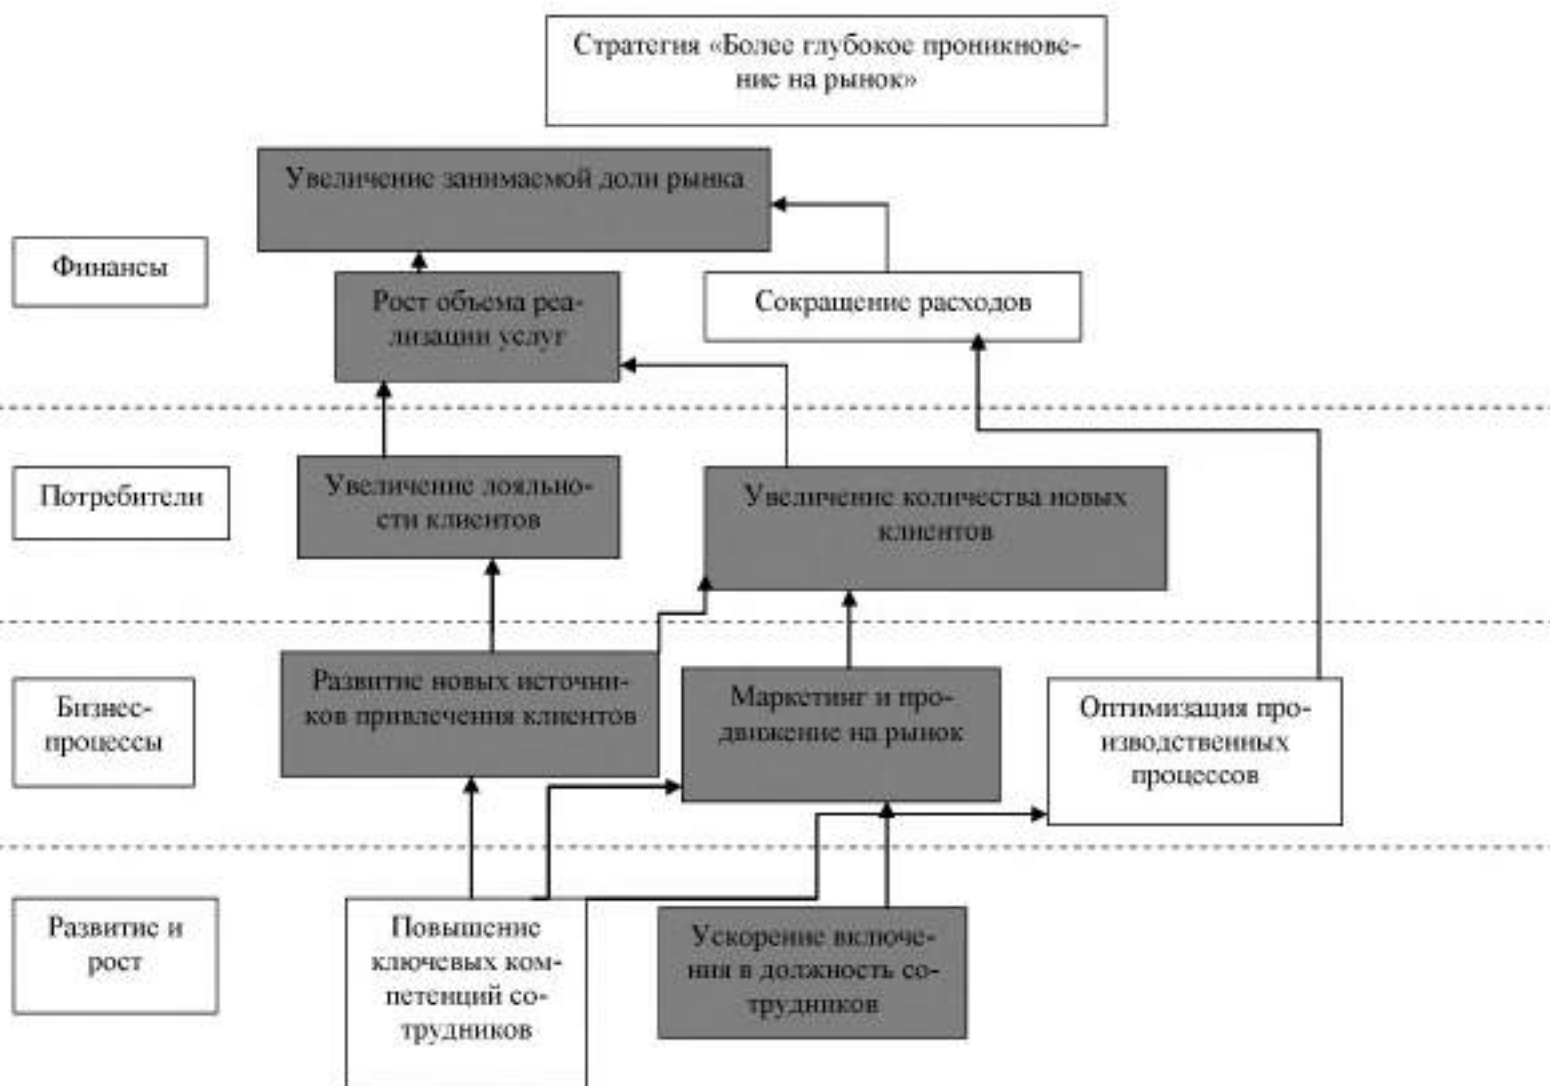 Стратегия «Более глубокое проникнове-
ние на рынок»
Увеличение занимаемой доли рынка
Финансы
Рост объема реа-
лизации услуг
Сокращение расходов
Потребители
Увеличение лояльно-
сти клиентов
Увеличение количества новых
клиентов
Бизнес-
процессы
Развитие новых источни-
ков привлечения клиентов
Маркетинг и про-
движение на рынок
Оптимизация про-
изводственных
процессов
Развитие и
рост
Повышение
ключевых ком-
петенций со-
трудников
Ускорение включе-
ния в должность со-
трудников